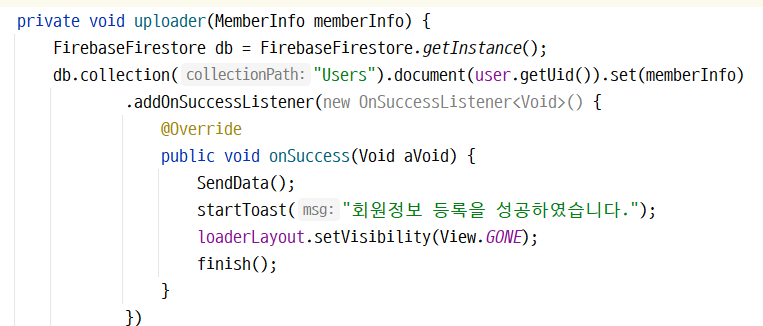 private void uploader(MemberInfo memberInfo) {
FirebaseFirestore db = FirebaseFirestore.getInstance();
db.collection( collectionPath: "Users").document(user.getUid()).set(memberInfo)
.addOnSuccessListener(new OnSuccessListener<Void>() {
@Override
public void onSuccess(Void aVoid) {
SendData();
startToast( msg: "회원정보 등록을 성공하였습니다.");
loaderLayout.setVisibility(View.GONE);
finish();
}
})